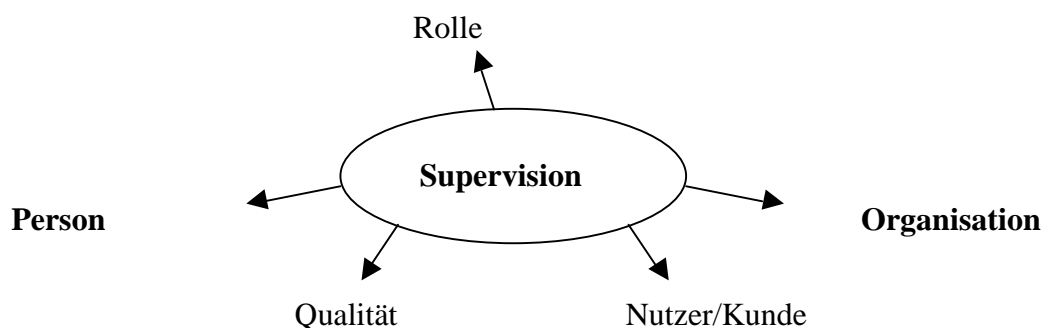 Rolle
Supervision
Person
Organisation
Qualität
Nutzer/Kunde